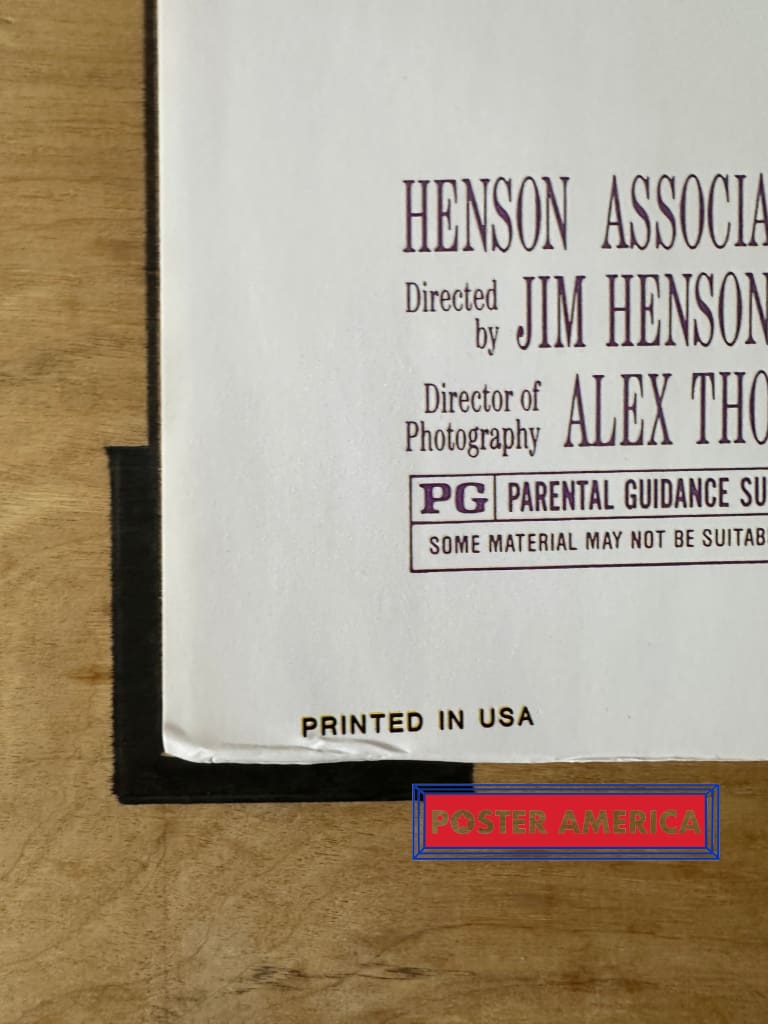 HENSON ASSOCIA
Directed by JIM HENSON
Director of Photography ALEX THO
PG PARENTAL GUIDANCE SU
SOME MATERIAL MAY NOT BE SUITAB
PRINTED IN USA
POSTER AMERICA